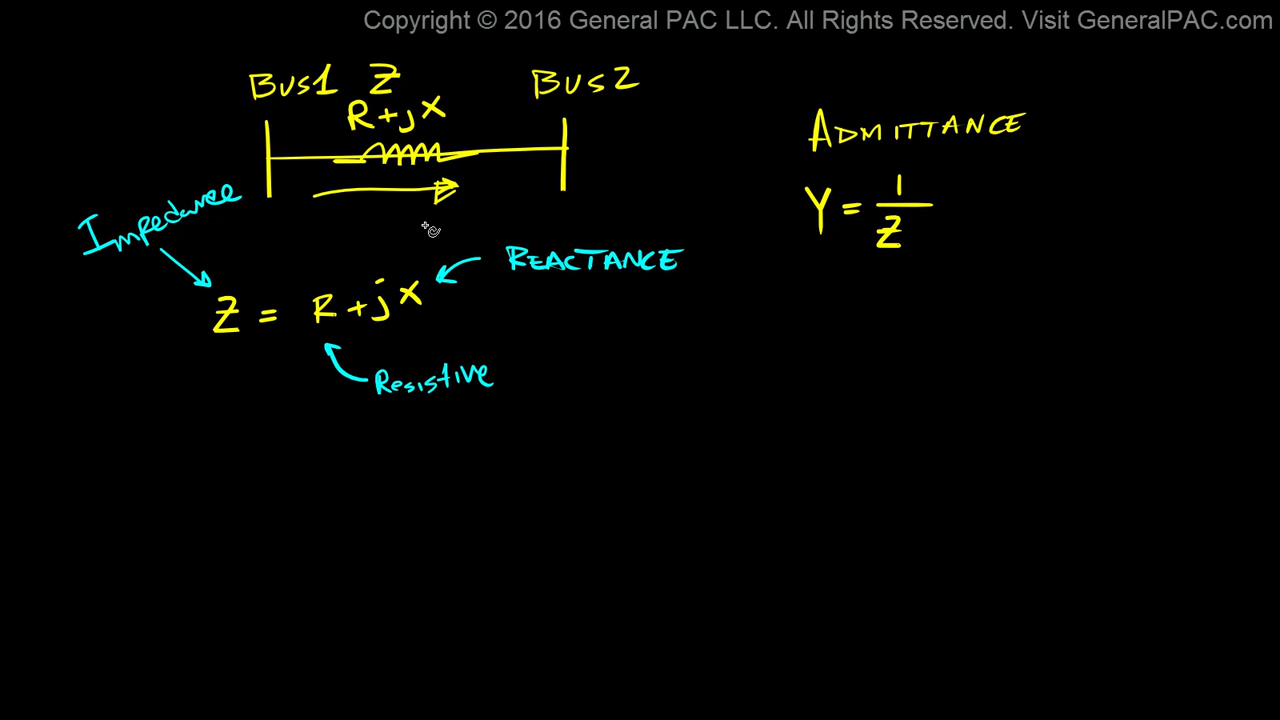 Copyright © 2016 General PAC LLC. All Rights Reserved. Visit GeneralPAC.com
Bus1 Z Bus2
R+jX
ADMITTANCE
Y = 1/Z
Impedance
REACTANCE
Z = R+jX
Resistive